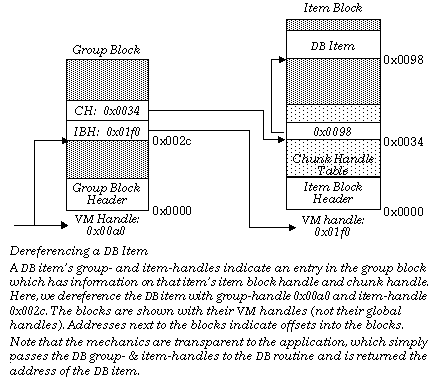 Item Block
Group Block
DB Item
0x0098
CH: 0x0034
IBH: 0x01f0
0x0098
0x002c
0x0034
Chunk Handle
Table
Group Block
Header
Item Block
Header
0x0000
0x0000
VM Handle:
0x00a0
VM handle:
0x01f0
Dereferencing a DB Item
A DB item's group- and item-handles indicate an entry in the group block
which has information on that item's item block handle and chunk handle.
Here, we dereference the DB item with group-handle 0x00a0 and item-handle
0x002c. The blocks are shown with their VM handles (not their global
handles). Addresses next to the blocks indicate offsets into the blocks.
Note that the mechanics are transparent to the application, which simply
passes the DB group- & item-handles to the DB routine and is returned the
address of the DB item.